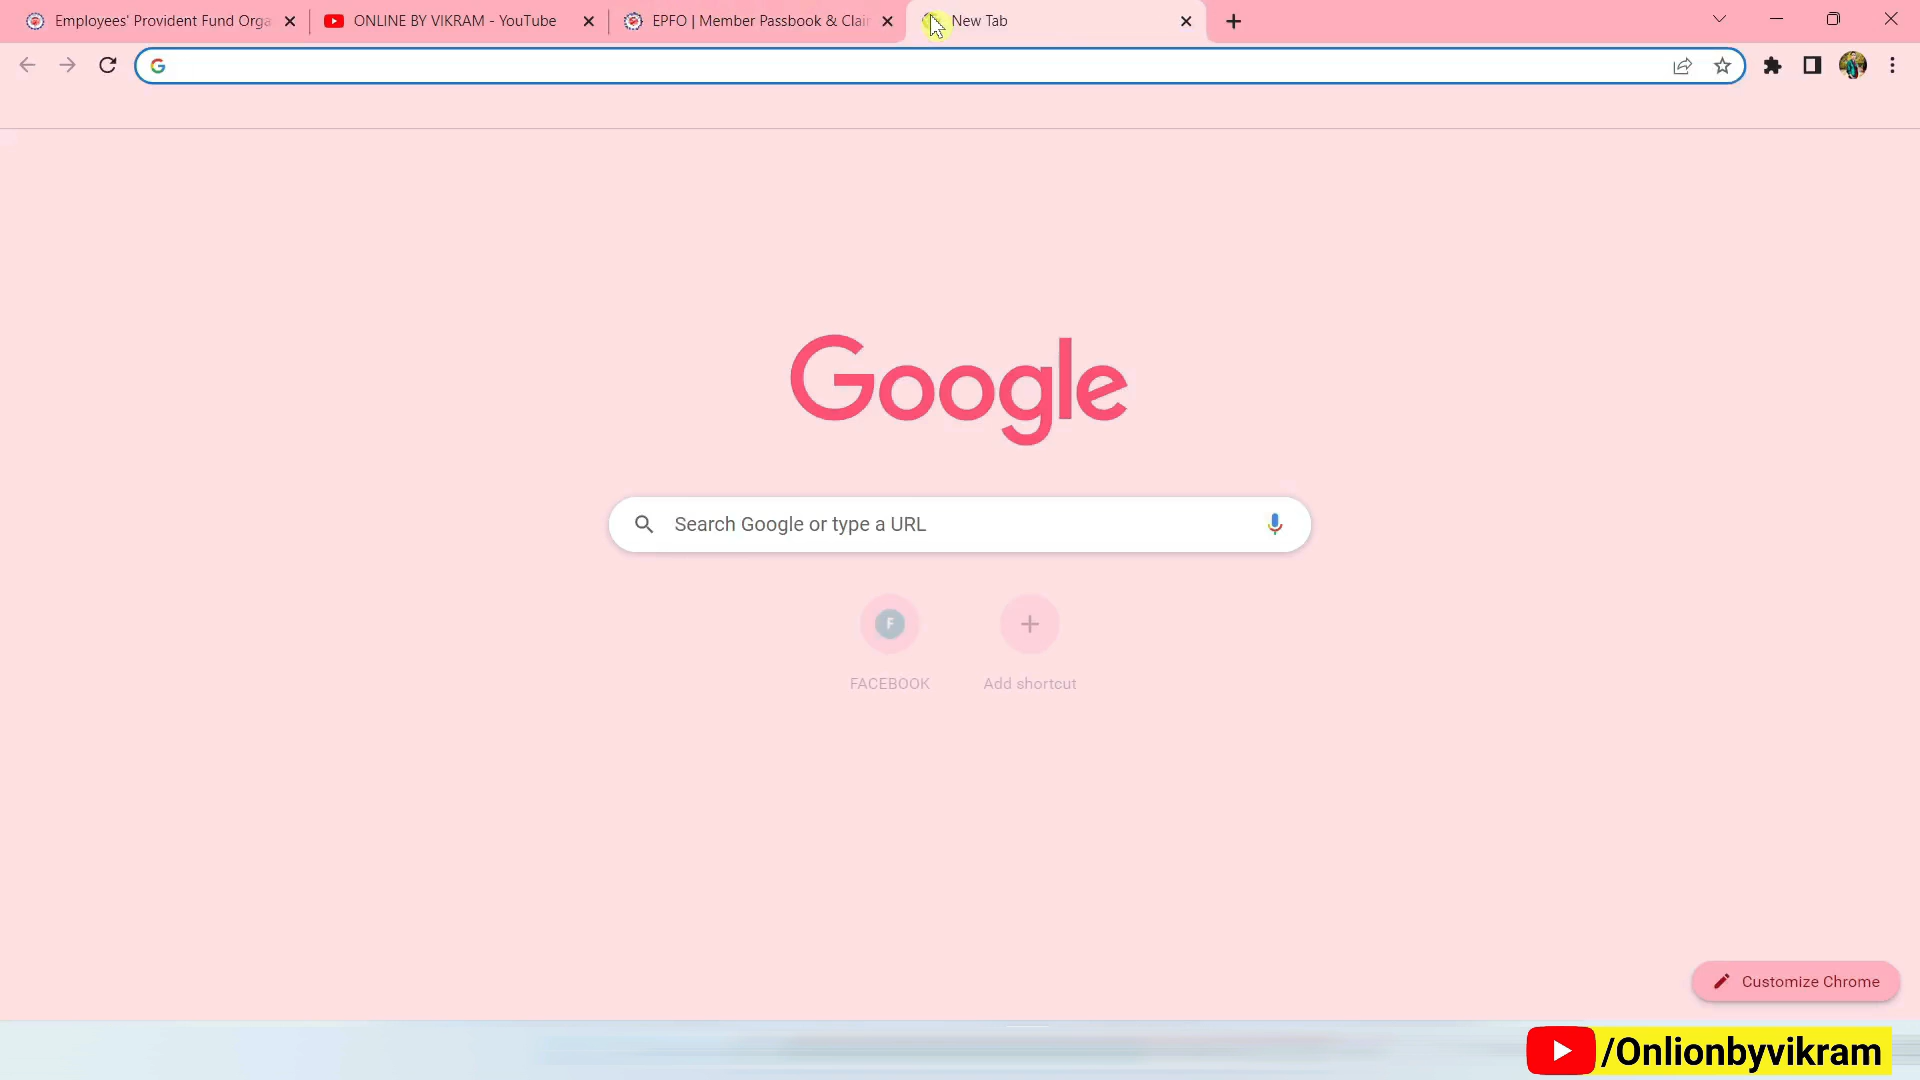 Employees' Provident Fund Orga
ONLINE BY VIKRAM - YouTube
EPFO | Member Passbook & Clai
New Tab
Google
Search Google or type a URL
F
FACEBOOK
Add shortcut
Customize Chrome
/Onlionbyvikram